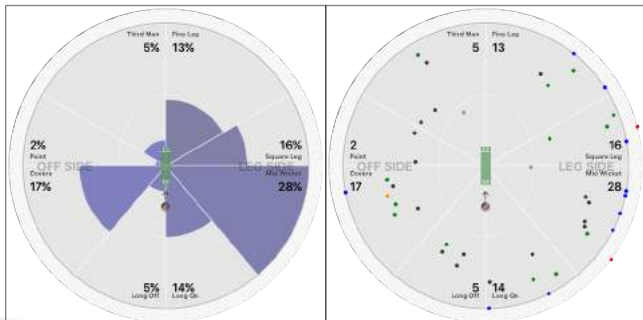 Third Man Fine Leg
5% 13%
2% 16%
Point Square Leg
OFF SIDE LEG SIDE
Covers Mid Wicket
17% 28%
5% 14%
Long Off Long On
Third Man Fine Leg
5 13
2 16
Point Square Leg
OFF SIDE LEG SIDE
Covers Mid Wicket
17 28
5 14
Long Off Long On